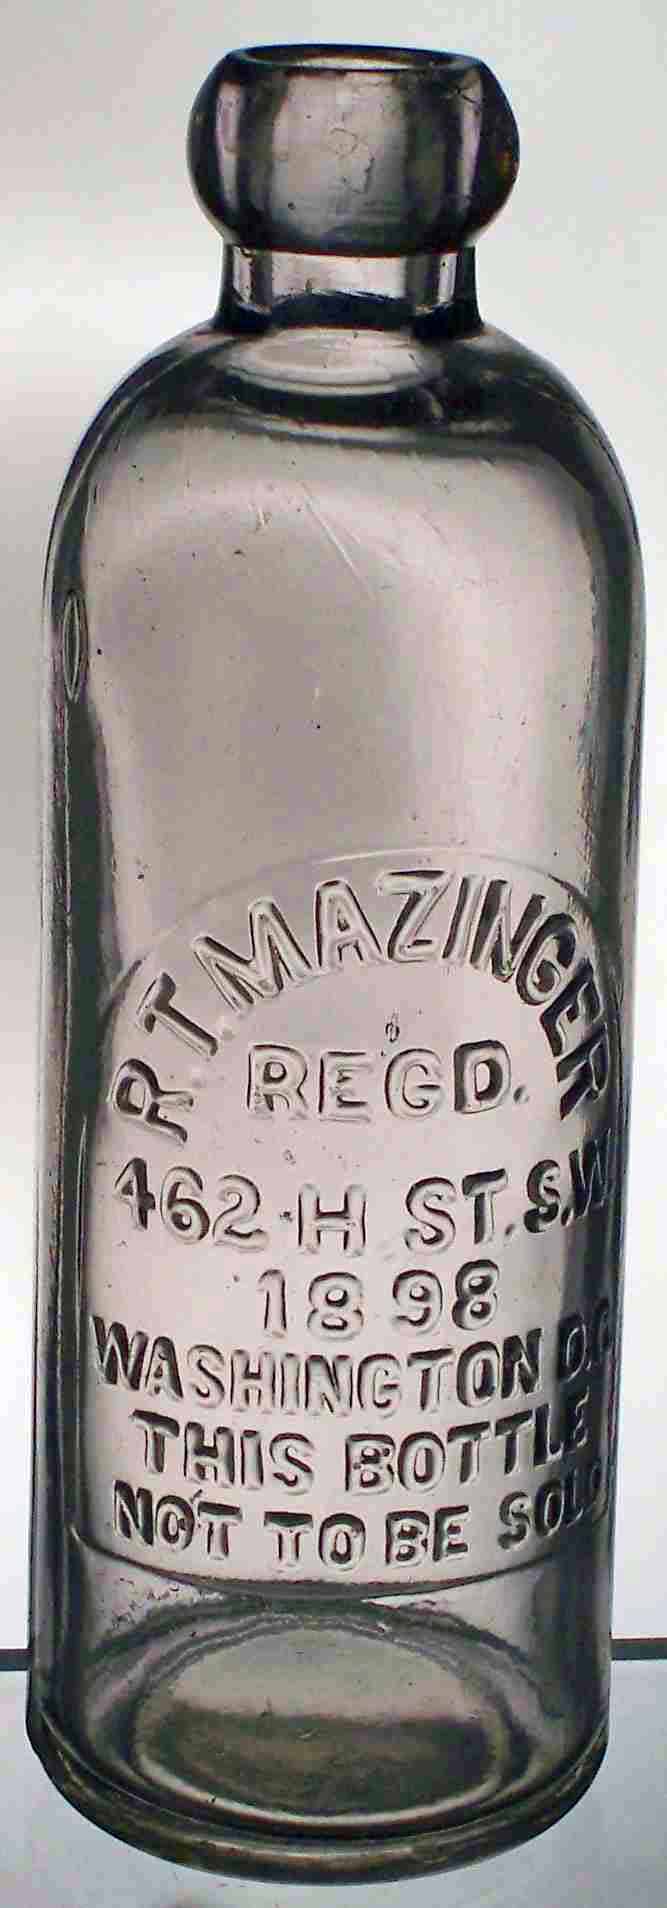 R.T. MAZINGER
REGD.
462 H ST. S.W.
1898
WASHINGTON D.C.
THIS BOTTLE
NOT TO BE SOLD